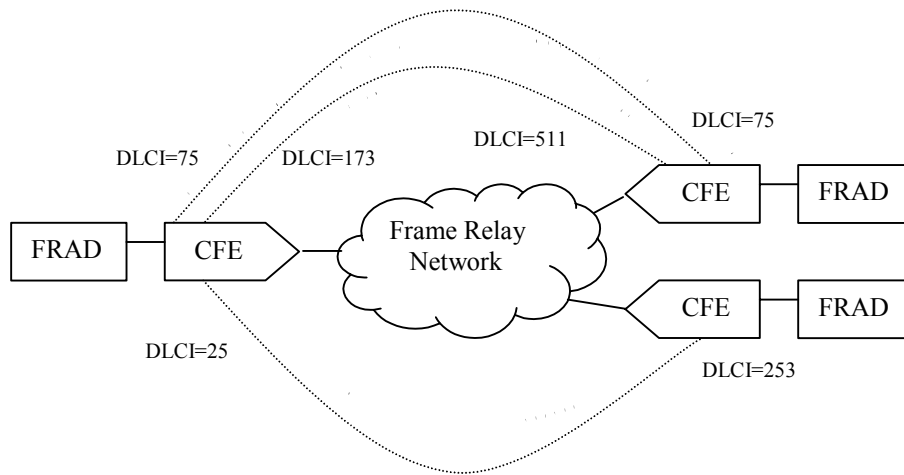 DLCI=75
DLCI=511
DLCI=75
DLCI=173
CFE
FRAD
Frame Relay
Network
FRAD
CFE
CFE
FRAD
DLCI=25
DLCI=253